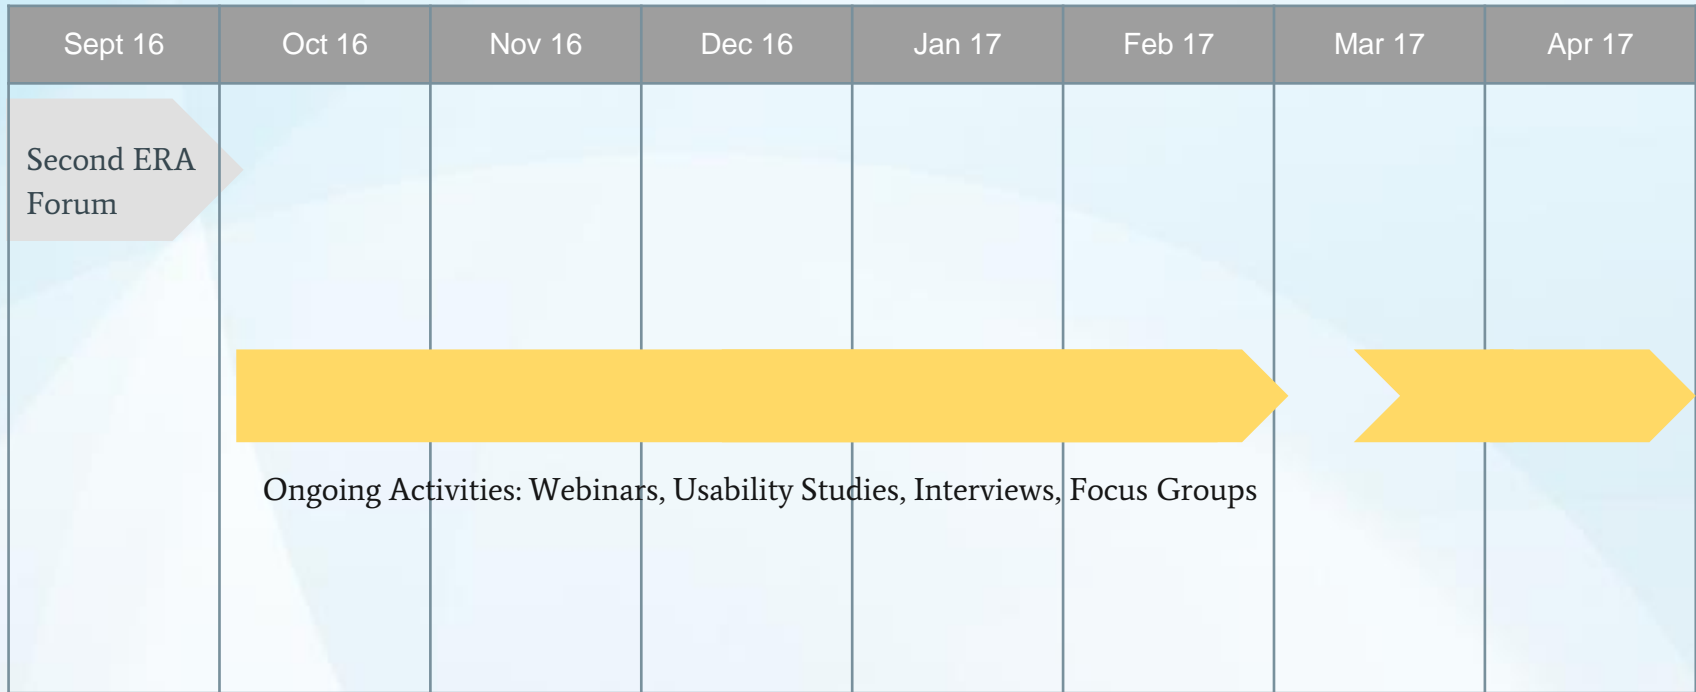 Sept 16
Oct 16
Nov 16
Dec 16
Jan 17
Feb 17
Mar 17
Apr 17
Second ERA
Forum
Ongoing Activities: Webinars, Usability Studies, Interviews, Focus Groups